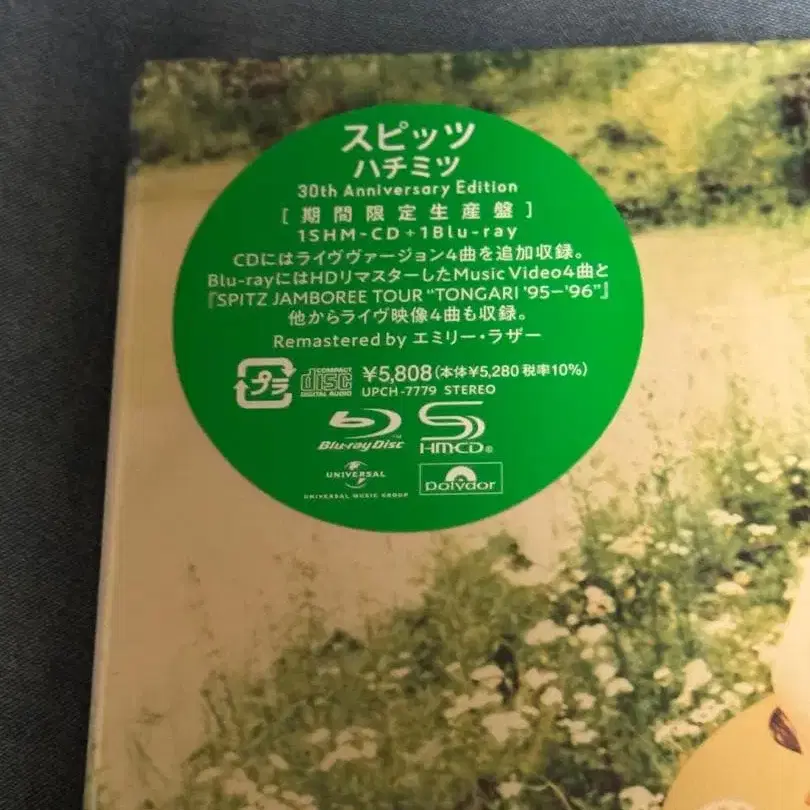 スピッツ
ハチミツ
30th Anniversary Edition
[期間限定生産盤]
1SHM-CD+1Blu-ray
CDにはライヴヴァージョン4曲を追加収録。
Blu-rayにはHDリマスターしたMusic Video4曲と
『SPITZ JAMBOREE TOUR "TONGARI '95–'96"』
他からライヴ映像4曲も収録。
Remastered by エミリー・ラザー
プラ
COMPACT
disc
DIGITAL AUDIO
¥5,808(本体¥5,280 税率10%)
UPCH-7779 STEREO
Blu-ray Disc™
HMCD®
UNIVERSAL
UNIVERSAL MUSIC GROUP
polydor